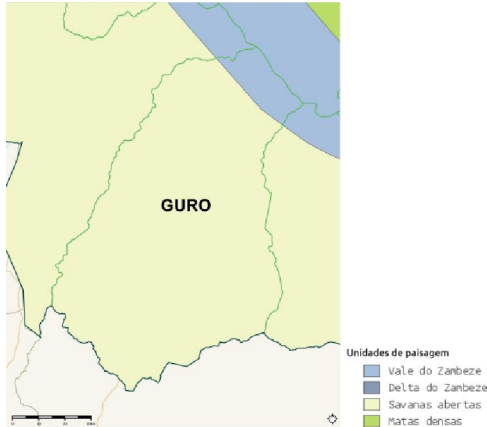 GURO
Unidades de paisagem
Vale do Zambeze
Delta do Zambeze
Savanas abertas
Matas densas